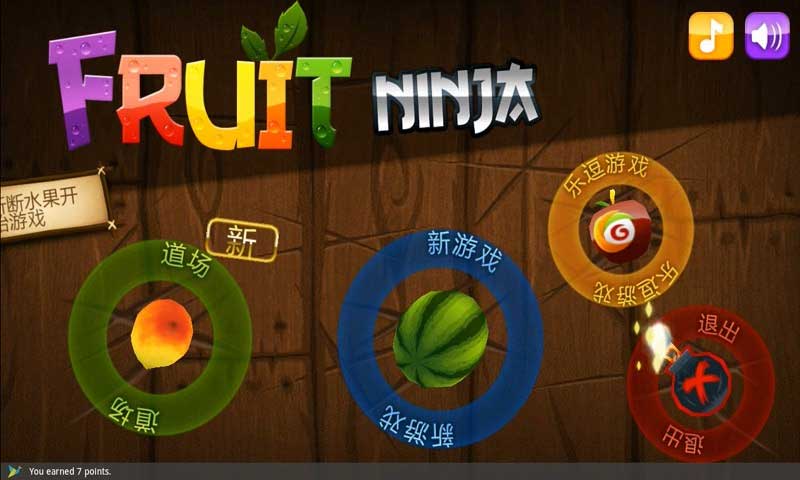 FRUIT NINJA
斩断水果开
始游戏
新
道场
道场
新游戏
新游戏
乐逗游戏
乐逗游戏
退出
退出
You earned 7 points.